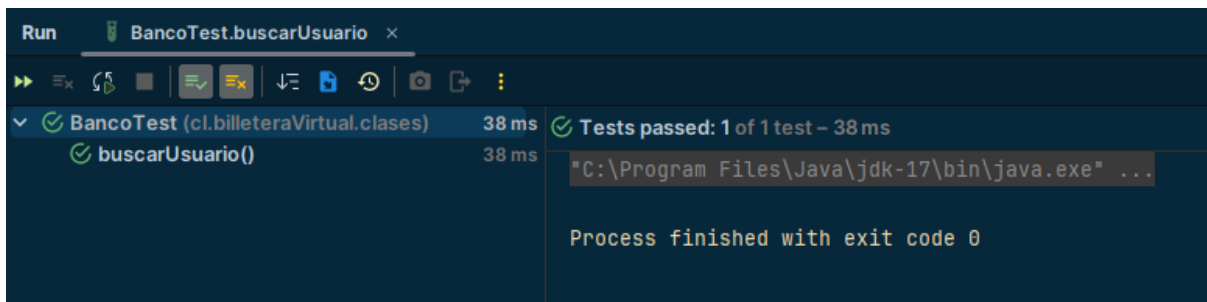 Run BancoTest.buscarUsuario ×
BancoTest (cl.billeteraVirtual.clases) 38 ms
buscarUsuario() 38 ms
Tests passed: 1 of 1 test – 38 ms
"C:\Program Files\Java\jdk-17\bin\java.exe" ...
Process finished with exit code 0